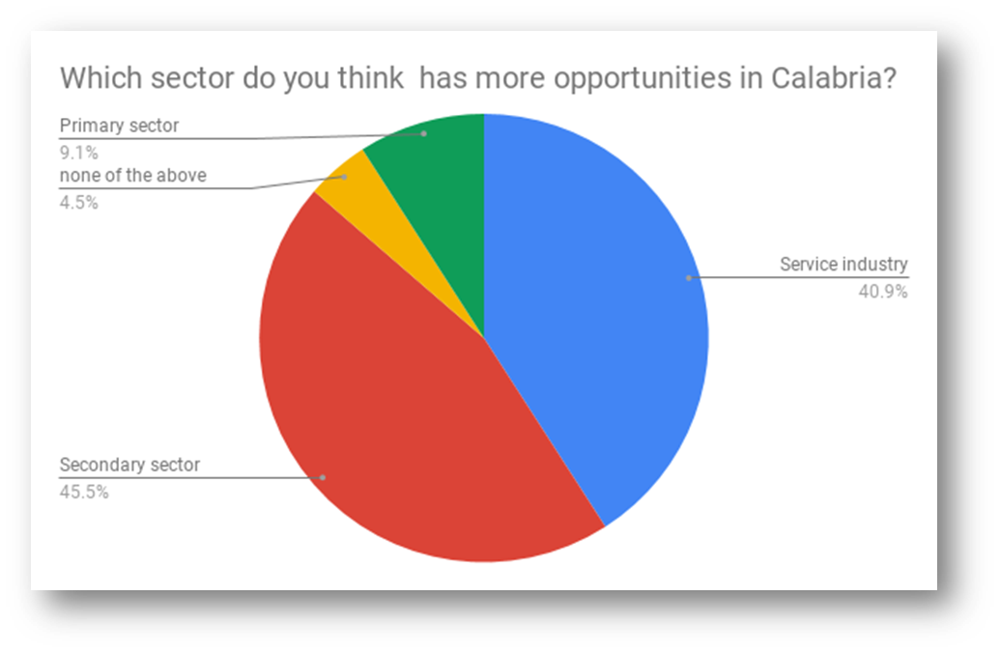 Which sector do you think  has more opportunities in Calabria?
Primary sector
9.1%
none of the above
4.5%
Service industry
40.9%
Secondary sector
45.5%